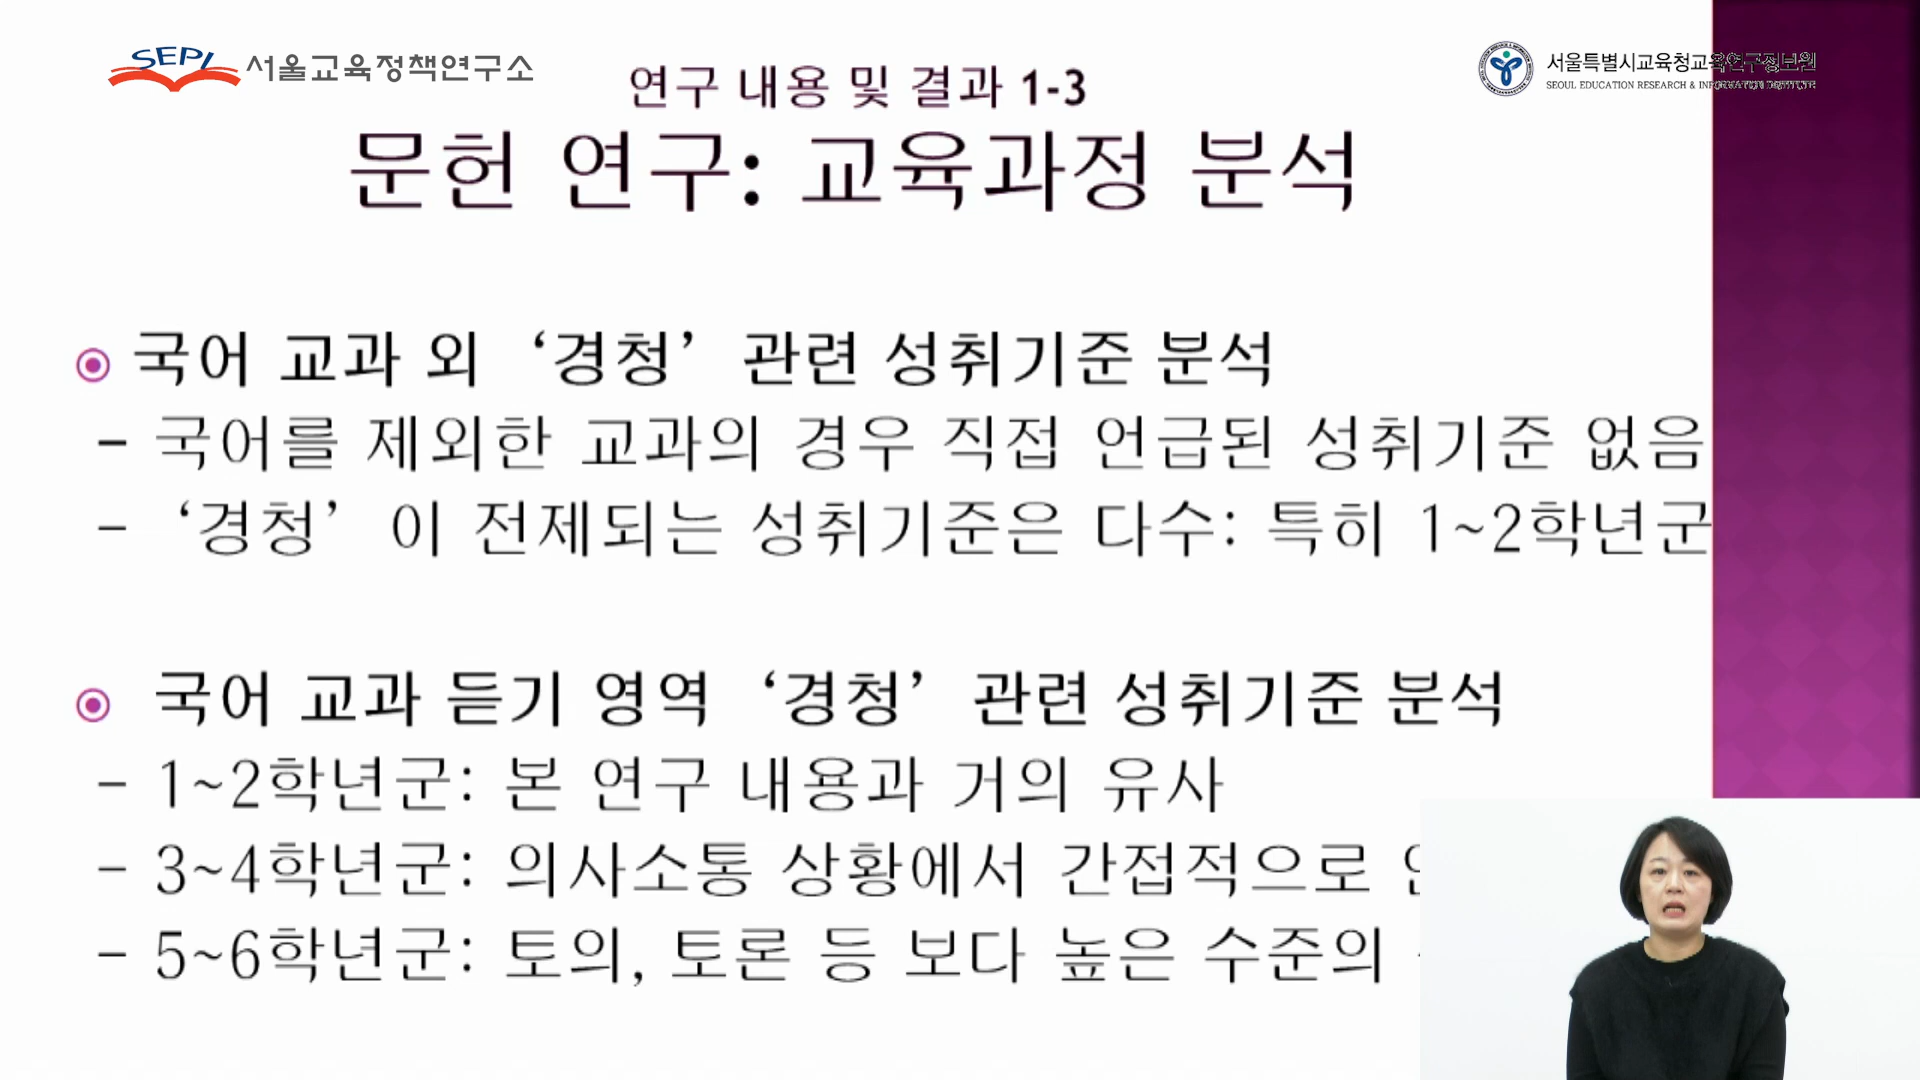 SEPI 서울교육정책연구소
서울특별시교육청교육연구정보원
SEOUL EDUCATION RESEARCH & INFORMATION INSTITUTE
연구 내용 및 결과 1-3
문헌 연구: 교육과정 분석
국어 교과 외 ‘경청’ 관련 성취기준 분석
- 국어를 제외한 교과의 경우 직접 언급된 성취기준 없음
- ‘경청’이 전제되는 성취기준은 다수: 특히 1~2학년군
국어 교과 듣기 영역 ‘경청’ 관련 성취기준 분석
- 1~2학년군: 본 연구 내용과 거의 유사
- 3~4학년군: 의사소통 상황에서 간접적으로
- 5~6학년군: 토의, 토론 등 보다 높은 수준의